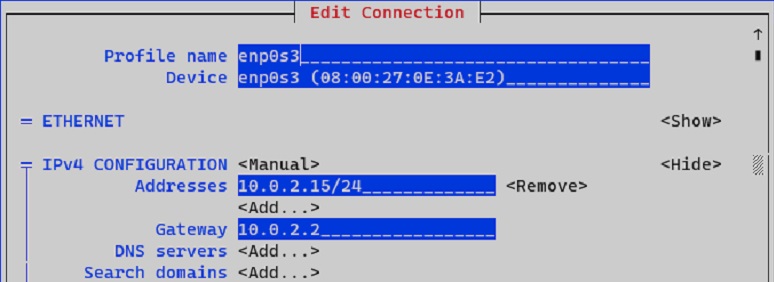 Edit Connection
Profile name enp0s3
Device enp0s3 (08:00:27:0E:3A:E2)
= ETHERNET <Show>
= IPv4 CONFIGURATION <Manual> <Hide>
Addresses 10.0.2.15/24 <Remove>
<Add...>
Gateway 10.0.2.2
DNS servers <Add...>
Search domains <Add...>